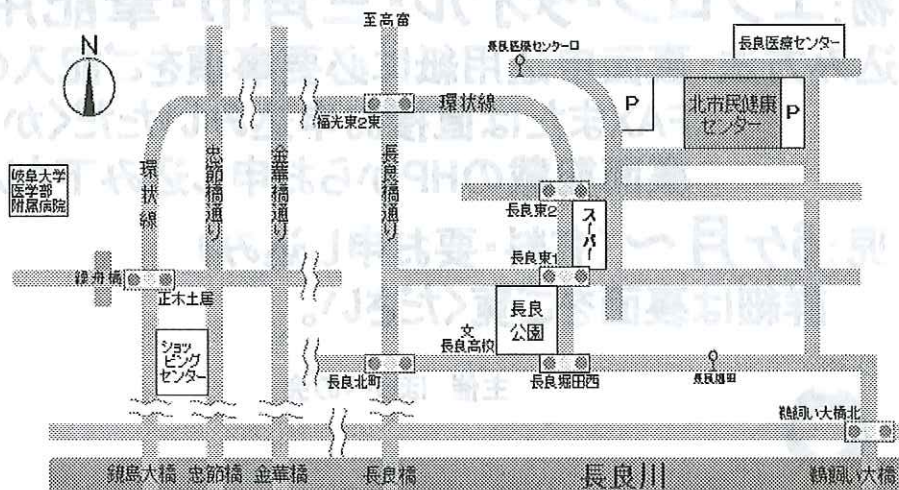 至高富
長良医療センター口
長良医療センター
N
福光東2東
環状線
P
北市民健康
センター
P
岐阜大学
医学部
附属病院
環状線
忠節橋通り
金華橋通り
長良橋通り
長良東2
スーパー
長良東1
正木土居
長良
公園
文
長良高校
ショッ
ピング
センター
長良北町
長良堀田西
長良堀田
鵜飼い大橋北
鏡島大橋
忠節橋
金華橋
長良橋
長良川
鵜飼い大橋